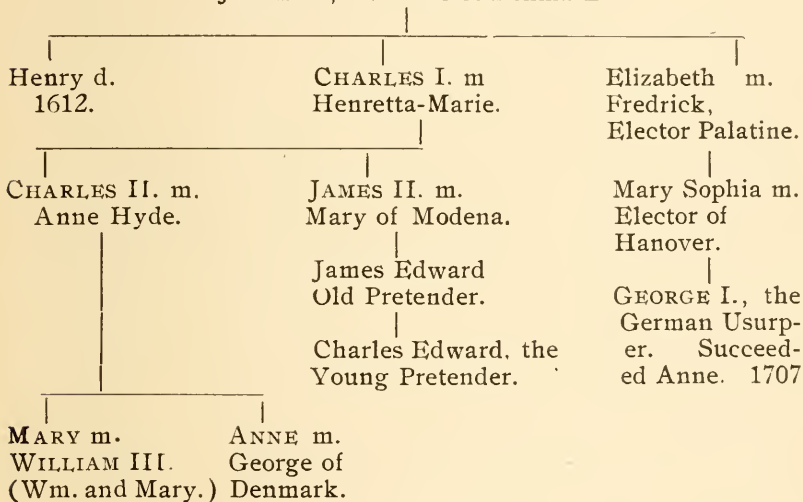 Henry d.
1612.
CHARLES I. m
Henretta-Marie.
Elizabeth m.
Fredrick,
Elector Palatine.
CHARLES II. m.
Anne Hyde.
JAMES II. m.
Mary of Modena.
James Edward
Old Pretender.
Charles Edward, the
Young Pretender.
Mary Sophia m.
Elector of
Hanover.
GEORGE I., the
German Usurp-
er. Succeed-
ed Anne. 1707
MARY m.
WILLIAM III.
(Wm. and Mary.)
ANNE m.
George of
Denmark.